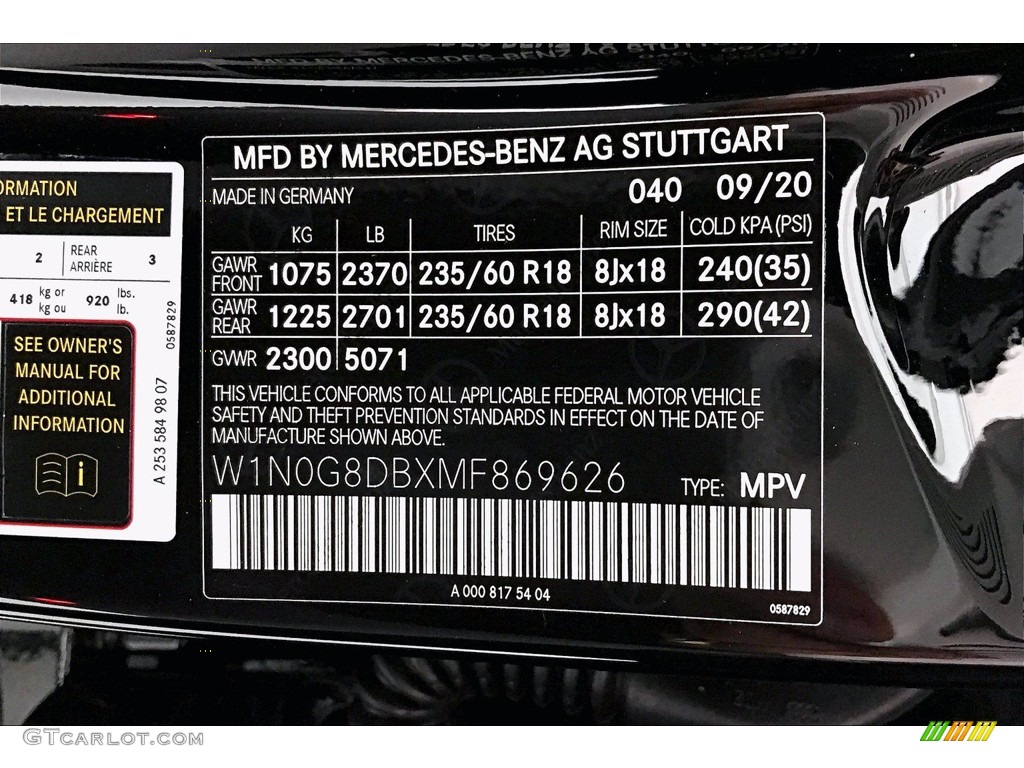 MFD BY MERCEDES-BENZ AG STUTTGART
MADE IN GERMANY 040 09/20
KG LB TIRES RIM SIZE COLD KPA (PSI)
GAWR FRONT 1075 2370 235/60 R18 8Jx18 240(35)
GAWR REAR 1225 2701 235/60 R18 8Jx18 290(42)
GVWR 2300 5071
THIS VEHICLE CONFORMS TO ALL APPLICABLE FEDERAL MOTOR VEHICLE
SAFETY AND THEFT PREVENTION STANDARDS IN EFFECT ON THE DATE OF
MANUFACTURE SHOWN ABOVE.
W1N0G8DBXMF869626 TYPE: MPV
A 000 817 54 04
0587829
ET LE CHARGEMENT
2 REAR ARRIÈRE 3
418 kg or kg ou 920 lbs. lb.
SEE OWNER'S
MANUAL FOR
ADDITIONAL
INFORMATION
i
0587829
A 253 584 98 07
GTCarlot.com